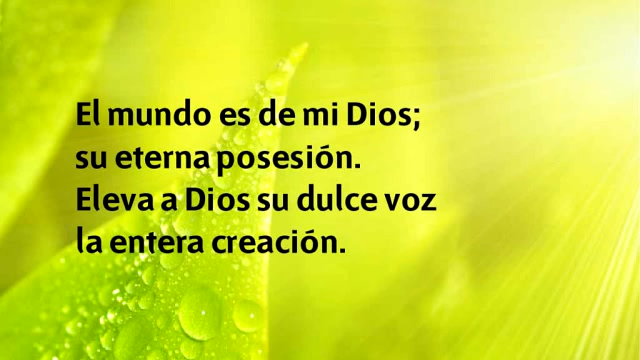 El mundo es de mi Dios;
su eterna posesión.
Eleva a Dios su dulce voz
la entera creación.